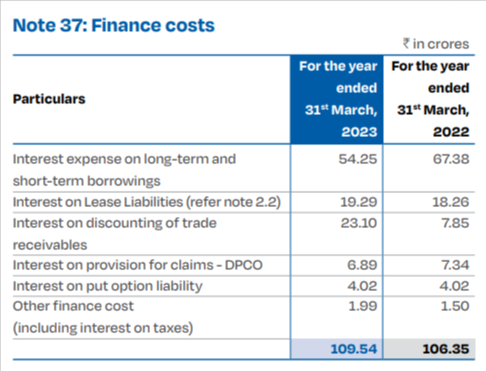 Note 37: Finance costs
₹ in crores
Particulars
For the year
ended
31st March,
2023
For the year
ended
31st March,
2022
Interest expense on long-term and
short-term borrowings
54.25 67.38
Interest on Lease Liabilities (refer note 2.2) 19.29 18.26
Interest on discounting of trade
receivables
23.10 7.85
Interest on provision for claims - DPCO 6.89 7.34
Interest on put option liability 4.02 4.02
Other finance cost
(including interest on taxes)
1.99 1.50
109.54 106.35